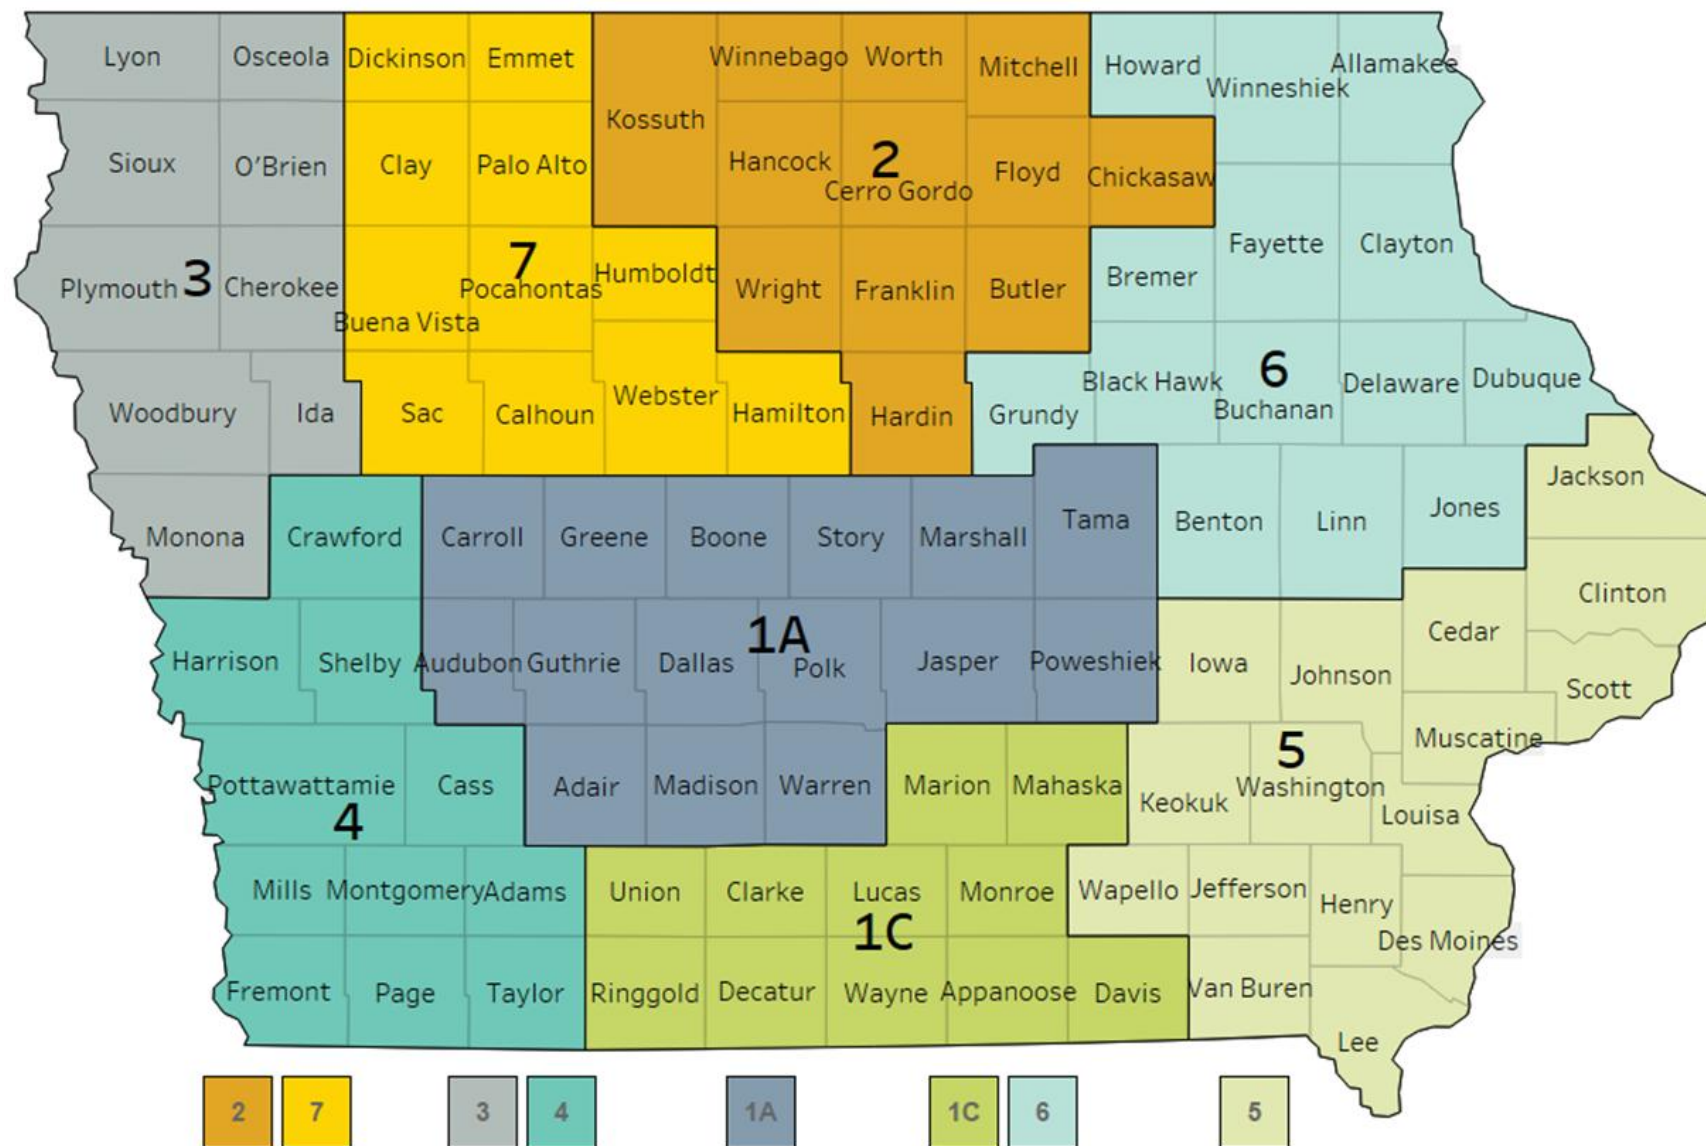 Lyon Osceola Dickinson Emmet Winnebago Worth Mitchell Howard Winneshiek Allamakee
Kossuth
Sioux O'Brien Clay Palo Alto Hancock 2 Cerro Gordo Floyd Chickasaw
Plymouth 3 Cherokee Buena Vista 7 Pocahontas Humboldt Wright Franklin Butler Bremer Fayette Clayton
Woodbury Ida Sac Calhoun Webster Hamilton Hardin Grundy Black Hawk 6 Buchanan Delaware Dubuque
Monona Crawford Carroll Greene Boone Story Marshall Tama Benton Linn Jones Jackson
Clinton
Harrison Shelby Audubon Guthrie Dallas 1A Polk Jasper Poweshiek Iowa Johnson Cedar Scott
Muscatine
Pottawattamie 4 Cass Adair Madison Warren Marion Mahaska Keokuk 5 Washington Louisa
Mills Montgomery Adams Union Clarke Lucas Monroe Wapello Jefferson Henry Des Moines
1C
Fremont Page Taylor Ringgold Decatur Wayne Appanoose Davis Van Buren
Lee
2 7 3 4 1A 1C 6 5